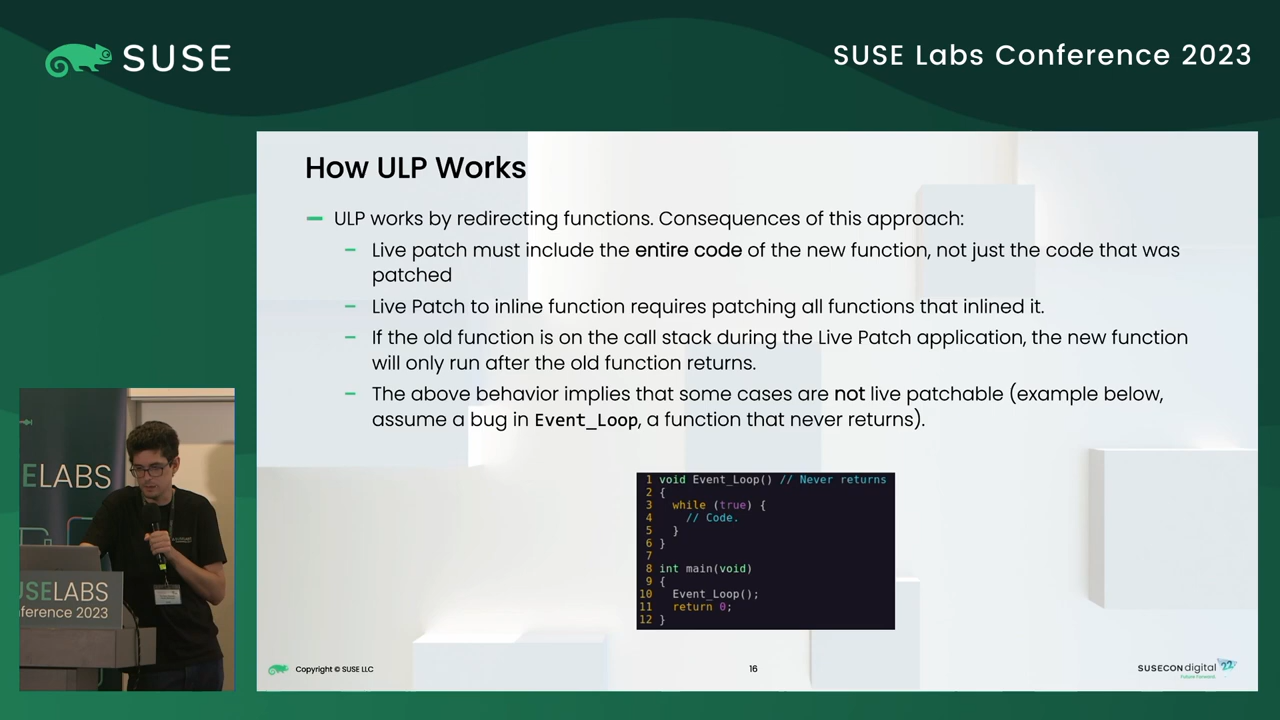 SUSE
SUSE Labs Conference 2023
How ULP Works
ULP works by redirecting functions. Consequences of this approach:
Live patch must include the entire code of the new function, not just the code that was
patched
Live Patch to inline function requires patching all functions that inlined it.
If the old function is on the call stack during the Live Patch application, the new function
will only run after the old function returns.
The above behavior implies that some cases are not live patchable (example below,
assume a bug in Event_Loop, a function that never returns).
1 void Event_Loop() // Never returns
2 {
3 while (true) {
4 // Code.
5 }
6 }
7
8 int main(void)
9 {
10 Event_Loop();
11 return 0;
12 }
Copyright © SUSE LLC
16
SUSECON digital 22
Future Forward.
ELABS
USELABS
nference 2023